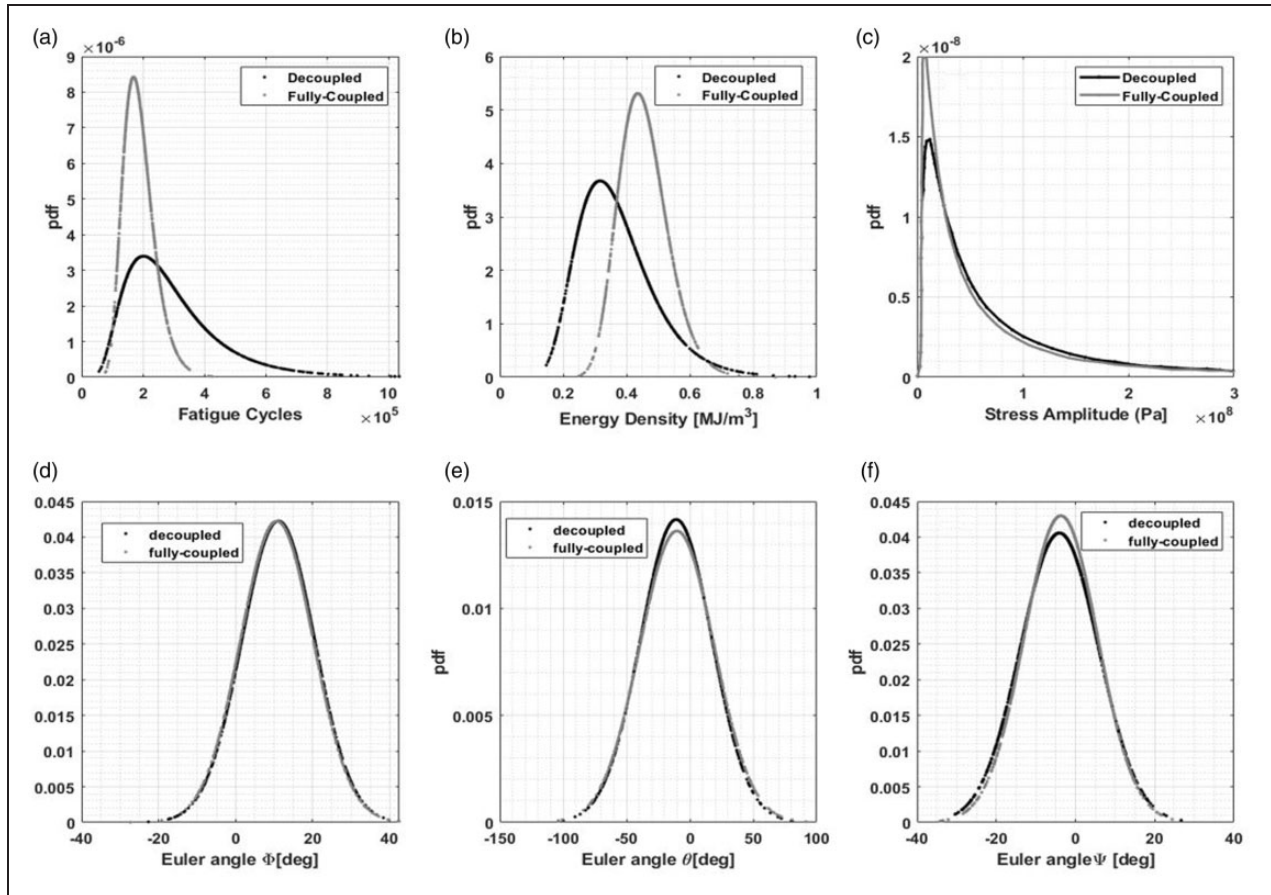 (a)
×10⁻⁶
9
8
7
6
5
4
3
2
1
0
pdf
Decoupled
Fully-Coupled
0 2 4 6 8 10
Fatigue Cycles
×10⁵
(b)
6
5
4
3
2
1
0
pdf
Decoupled
Fully-Coupled
0 0.2 0.4 0.6 0.8 1
Energy Density [MJ/m³]
(c)
2 ×10⁻⁸
1.5
1
0.5
0
pdf
Decoupled
Fully-Coupled
0 1 2 3
Stress Amplitude (Pa]
×10⁸
(d)
0.045
0.04
0.035
0.03
0.025
0.02
0.015
0.01
0.005
0
decoupled
fully-coupled
-40 -20 0 20 40
Euler angle Φ[deg]
(e)
0.015
0.01
0.005
0
pdf
decoupled
fully-coupled
-150 -100 -50 0 50 100
Euler angle θ[deg]
(f)
0.045
0.04
0.035
0.03
0.025
0.02
0.015
0.01
0.005
0
pdf
decoupled
fully-coupled
-40 -20 0 20 40
Euler angleΨ [deg]